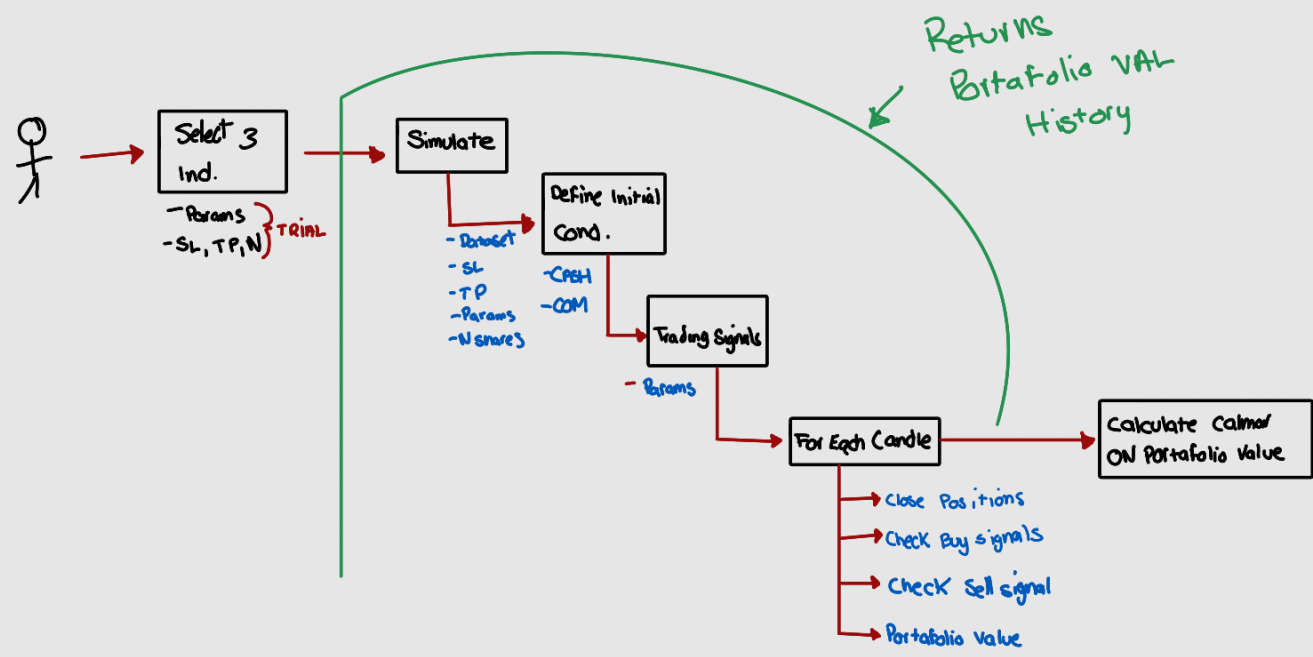 Returns
Portafolio VAL
History
Select 3
Ind.
- Params
- SL, TP, N
TRIAL
Simulate
- Dataset
- SL
- TP
- Params
- N shares
Define Initial
Cond.
- CASH
- COM
Trading Signals
- Params
For Each Candle
Close Positions
Check Buy signals
Check Sell signal
Portafolio Value
Calculate Calmar
ON Portafolio Value